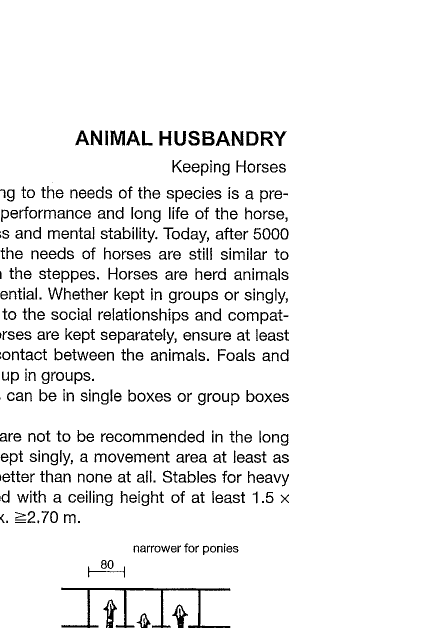 ANIMAL HUSBANDRY
Keeping Horses
ng to the needs of the species is a pre-
performance and long life of the horse,
s and mental stability. Today, after 5000
the needs of horses are still similar to
n the steppes. Horses are herd animals
ential. Whether kept in groups or singly,
to the social relationships and compat-
orses are kept separately, ensure at least
contact between the animals. Foals and
up in groups.
s can be in single boxes or group boxes
are not to be recommended in the long
ept singly, a movement area at least as
better than none at all. Stables for heavy
ed with a ceiling height of at least 1.5 ×
x. ≧2.70 m.
narrower for ponies
80